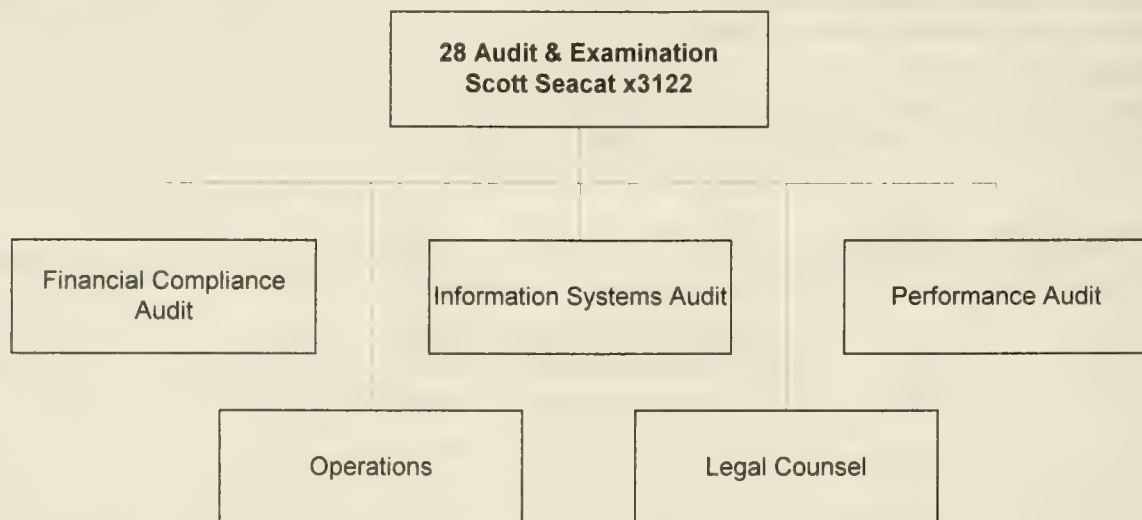 28 Audit & Examination
Scott Seacat x3122
Financial Compliance
Audit
Information Systems Audit
Performance Audit
Operations
Legal Counsel